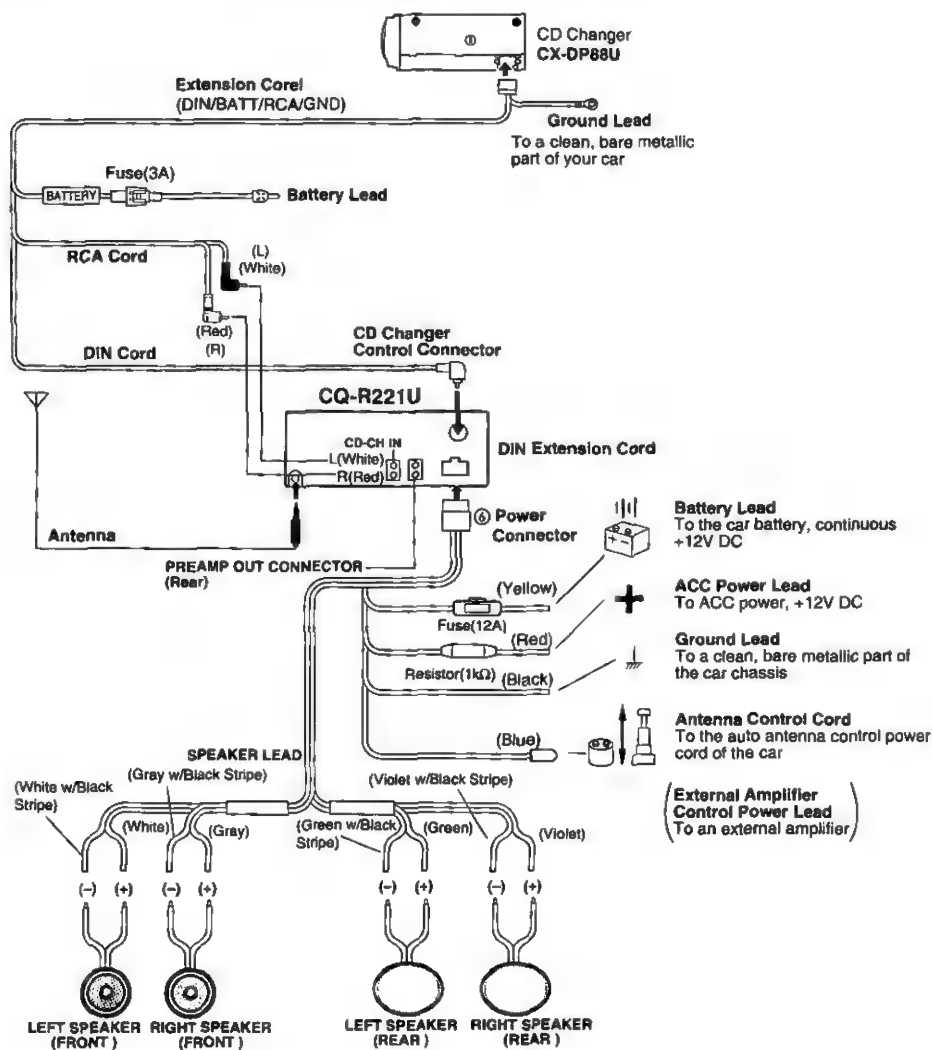 CD Changer
CX-DP88U
Extension Corel
(DIN/BATT/RCA/GND)
Ground Lead
To a clean, bare metallic
part of your car
Fuse(3A)
BATTERY
Battery Lead
RCA Cord
(L)
(White)
(Red)
(R)
DIN Cord
CD Changer
Control Connector
CQ-R221U
CD-CH IN
L(White)
R(Red)
DIN Extension Cord
Antenna
PREAMP OUT CONNECTOR
(Rear)
⑥ Power
Connector
(Yellow)
Fuse(12A)
Battery Lead
To the car battery, continuous
+12V DC
(Red)
Resistor(1kΩ)
ACC Power Lead
To ACC power, +12V DC
(Black)
Ground Lead
To a clean, bare metallic part of
the car chassis
(Blue)
Antenna Control Cord
To the auto antenna control power
cord of the car
(External Amplifier
Control Power Lead
To an external amplifier)
SPEAKER LEAD
(White w/Black
Stripe)
(Gray w/Black Stripe)
(White)
(Gray)
(Violet w/Black Stripe)
(Green w/Black
Stripe)
(Green)
(Violet)
(−) (+) (−) (+) (−) (+) (−) (+)
LEFT SPEAKER
(FRONT )
RIGHT SPEAKER
(FRONT )
LEFT SPEAKER
(REAR )
RIGHT SPEAKER
(REAR )